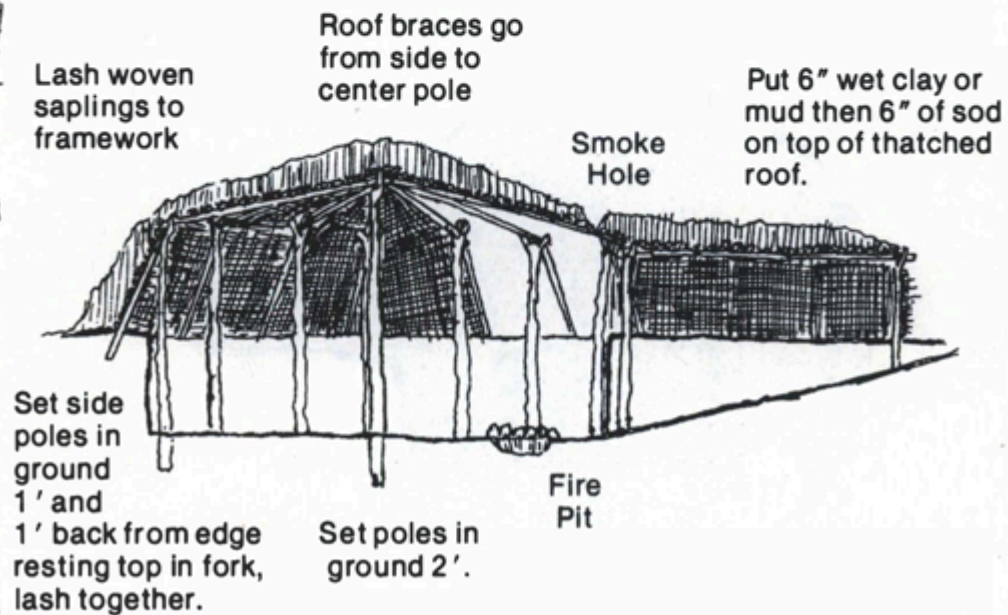 Roof braces go
from side to
center pole
Lash woven
saplings to
framework
Put 6" wet clay or
mud then 6" of sod
on top of thatched
roof.
Smoke
Hole
Set side
poles in
ground
1' and
1' back from edge
resting top in fork,
lash together.
Set poles in
ground 2'.
Fire
Pit